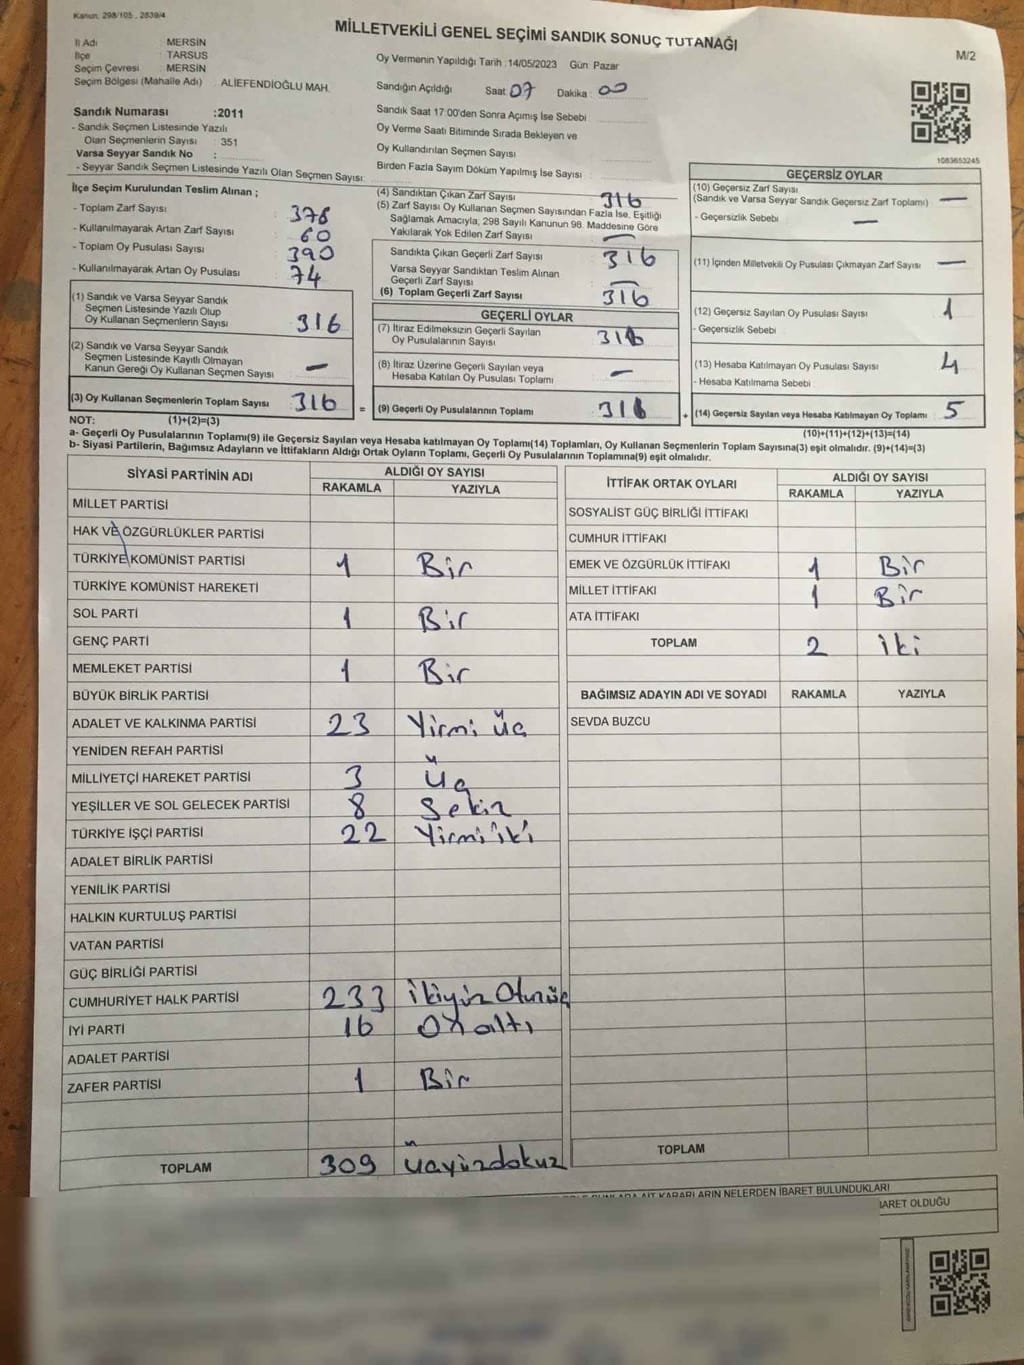 Kanun: 298/105 , 2839/4
MİLLETVEKİLİ GENEL SEÇİMİ SANDIK SONUÇ TUTANAĞI
M/2
İl Adı : MERSİN
İlçe : TARSUS
Seçim Çevresi : MERSİN
Seçim Bölgesi (Mahalle Adı) : ALİEFENDİOĞLU MAH.
Oy Vermenin Yapıldığı Tarih : 14/05/2023 Gün Pazar
Sandığın Açıldığı Saat 07 Dakika : 00
Sandık Numarası : 2011
- Sandık Seçmen Listesinde Yazılı
Olan Seçmenlerin Sayısı : 351
Varsa Seyyar Sandık No :
- Seyyar Sandık Seçmen Listesinde Yazılı Olan Seçmen Sayısı:
Sandık Saat 17:00'den Sonra Açımış İse Sebebi
Oy Verme Saati Bitiminde Sırada Bekleyen ve
Oy Kullandırılan Seçmen Sayısı :
Birden Fazla Sayım Döküm Yapılmış İse Sayısı :
1083653245
İlçe Seçim Kurulundan Teslim Alınan ;
- Toplam Zarf Sayısı : 376
- Kullanılmayarak Artan Zarf Sayısı : 60
- Toplam Oy Pusulası Sayısı : 390
- Kullanılmayarak Artan Oy Pusulası : 74
(1) Sandık ve Varsa Seyyar Sandık
Seçmen Listesinde Yazılı Olup
Oy Kullanan Seçmenlerin Sayısı : 316
(2) Sandık ve Varsa Seyyar Sandık
Seçmen Listesinde Kayıtlı Olmayan
Kanun Gereği Oy Kullanan Seçmen Sayısı : —
(3) Oy Kullanan Seçmenlerin Toplam Sayısı 316
(1)+(2)=(3)
(4) Sandıktan Çıkan Zarf Sayısı : 316
(5) Zarf Sayısı Oy Kullanan Seçmen Sayısından Fazla İse, Eşitliği
Sağlamak Amacıyla; 298 Sayılı Kanunun 98. Maddesine Göre
Yakılarak Yok Edilen Zarf Sayısı : —
Sandıkta Çıkan Geçerli Zarf Sayısı : 316
Varsa Seyyar Sandıktan Teslim Alınan
Geçerli Zarf Sayısı : —
(6) Toplam Geçerli Zarf Sayısı : 316
GEÇERLİ OYLAR
(7) İtiraz Edilmeksizin Geçerli Sayılan
Oy Pusulalarının Sayısı : 316
(8) İtiraz Üzerine Geçerli Sayılan veya
Hesaba Katılan Oy Pusulası Toplamı : —
= (9) Geçerli Oy Pusulalarının Toplamı : 316 +
GEÇERSİZ OYLAR
(10) Geçersiz Zarf Sayısı
(Sandık ve Varsa Seyyar Sandık Geçersiz Zarf Toplamı) : —
- Geçersizlik Sebebi : —
(11) İçinden Milletvekili Oy Pusulası Çıkmayan Zarf Sayısı : —
(12) Geçersiz Sayılan Oy Pusulası Sayısı : 1
- Geçersizlik Sebebi :
(13) Hesaba Katılmayan Oy Pusulası Sayısı : 4
- Hesaba Katılmama Sebebi :
(14) Geçersiz Sayılan veya Hesaba Katılmayan Oy Toplamı : 5
(10)+(11)+(12)+(13)=(14)
NOT:
a- Geçerli Oy Pusulalarının Toplamı(9) ile Geçersiz Sayılan veya Hesaba katılmayan Oy Toplamı(14) Toplamları, Oy Kullanan Seçmenlerin Toplam Sayısına(3) eşit olmalıdır. (9)+(14)=(3)
b- Siyasi Partilerin, Bağımsız Adayların ve İttifakların Aldığı Ortak Oyların Toplamı, Geçerli Oy Pusulalarının Toplamına(9) eşit olmalıdır.
SİYASİ PARTİNİN ADI ALDIĞI OY SAYISI
RAKAMLA YAZIYLA
MİLLET PARTİSİ
HAK VE ÖZGÜRLÜKLER PARTİSİ
TÜRKİYE KOMÜNİST PARTİSİ 1 Bir
TÜRKİYE KOMÜNİST HAREKETİ
SOL PARTİ 1 Bir
GENÇ PARTİ
MEMLEKET PARTİSİ 1 Bir
BÜYÜK BİRLİK PARTİSİ
ADALET VE KALKINMA PARTİSİ 23 Yirmi üç
YENİDEN REFAH PARTİSİ
MİLLİYETÇİ HAREKET PARTİSİ 3 üç
YEŞİLLER VE SOL GELECEK PARTİSİ 8 Sekiz
TÜRKİYE İŞÇİ PARTİSİ 22 Yirmi iki
ADALET BİRLİK PARTİSİ
YENİLİK PARTİSİ
HALKIN KURTULUŞ PARTİSİ
VATAN PARTİSİ
GÜÇ BİRLİĞİ PARTİSİ
CUMHURİYET HALK PARTİSİ 233 ikiyüz Otuzüç
İYİ PARTİ 16 Onaltı
ADALET PARTİSİ
ZAFER PARTİSİ 1 Bir
TOPLAM 309 üçyüzdokuz
İTTİFAK ORTAK OYLARI ALDIĞI OY SAYISI
RAKAMLA YAZIYLA
SOSYALİST GÜÇ BİRLİĞİ İTTİFAKI
CUMHUR İTTİFAKI
EMEK VE ÖZGÜRLÜK İTTİFAKI 1 Bir
MİLLET İTTİFAKI 1 Bir
ATA İTTİFAKI
TOPLAM 2 iki
BAĞIMSIZ ADAYIN ADI VE SOYADI RAKAMLA YAZIYLA
SEVDA BUZCU
TOPLAM
KARARLARIN NELERDEN İBARET BULUNDUKLARI
OLDUĞU